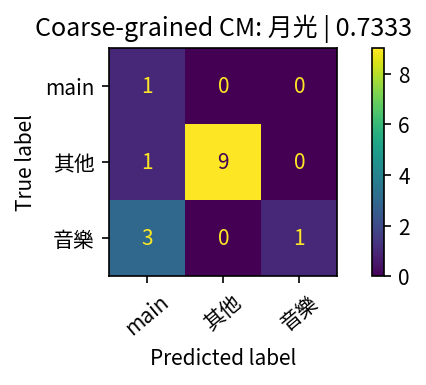 Coarse-grained CM: 月光 | 0.7333
main 1 0 0
其他 1 9 0
音樂 3 0 1
main 其他 音樂
True label
Predicted label
8
6
4
2
0